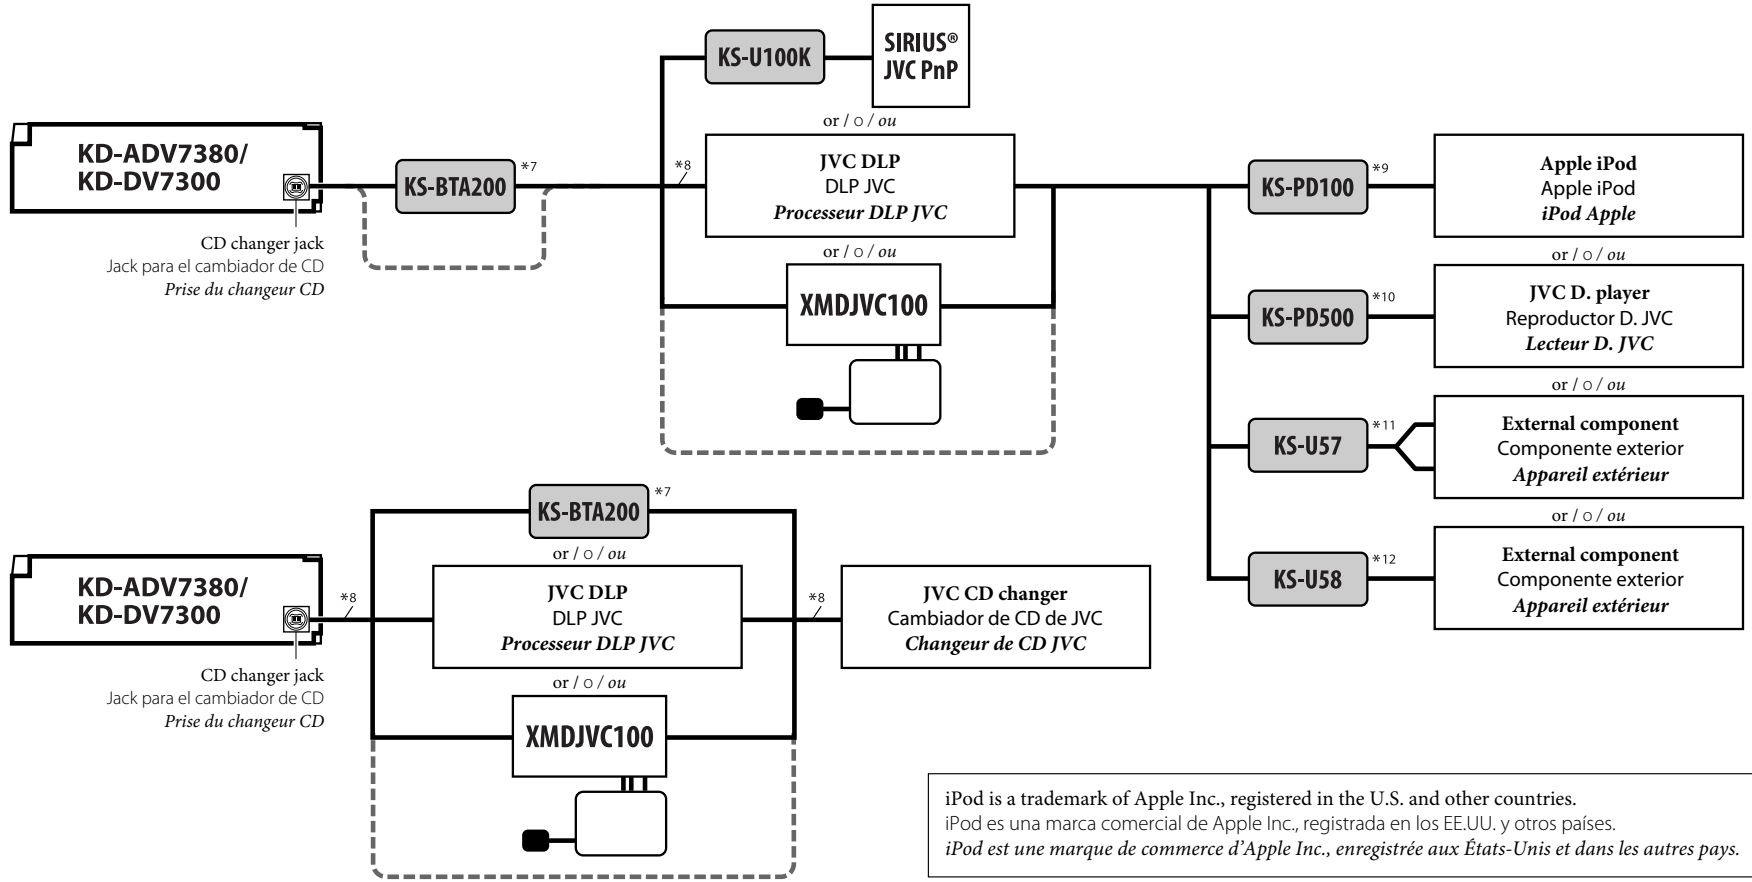 KS-U100K
SIRIUS®
JVC PnP
or / o / ou
KD-ADV7380/
KD-DV7300
CD changer jack
Jack para el cambiador de CD
Prise du changeur CD
KS-BTA200
*7
*8
JVC DLP
DLP JVC
Processeur DLP JVC
or / o / ou
XMDJVC100
KS-PD100
*9
Apple iPod
Apple iPod
iPod Apple
or / o / ou
KS-PD500
*10
JVC D. player
Reproductor D. JVC
Lecteur D. JVC
or / o / ou
KS-U57
*11
External component
Componente exterior
Appareil extérieur
or / o / ou
KS-U58
*12
External component
Componente exterior
Appareil extérieur
KD-ADV7380/
KD-DV7300
CD changer jack
Jack para el cambiador de CD
Prise du changeur CD
*8
KS-BTA200
*7
or / o / ou
JVC DLP
DLP JVC
Processeur DLP JVC
or / o / ou
XMDJVC100
*8
JVC CD changer
Cambiador de CD de JVC
Changeur de CD JVC
iPod is a trademark of Apple Inc., registered in the U.S. and other countries.
iPod es una marca comercial de Apple Inc., registrada en los EE.UU. y otros países.
iPod est une marque de commerce d’Apple Inc., enregistrée aux États-Unis et dans les autres pays.